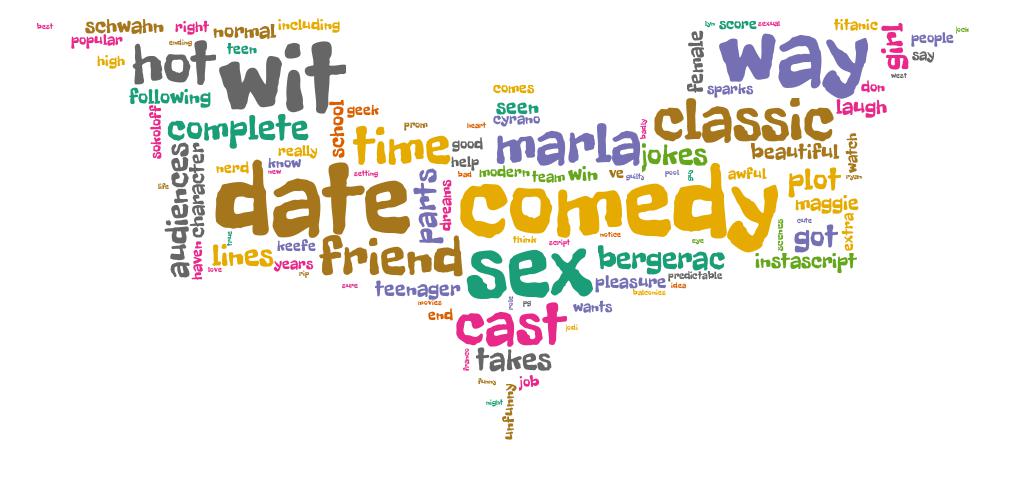 best
schwahn
right
normal
including
popular
ending
teen
high
hot
wit
following
sokoloff
complete
school
geek
audiences
character
really
nerd
know
new
life
time
prom
heart
good
help
bad
setting
comes
seen
cyrano
marla
badly
jokes
modern
team
win
ve
guilty
pool
lyn
score
sexual
titanic
girl
people
jock
say
west
female
way
sparks
don
laugh
classic
beautiful
watch
ryan
awful
plot
maggie
cute
got
extra
scenes
instascript
date
parts
dreams
comedy
true
keefe
lines
years
haven
love
rip
friend
sure
teenager
movies
think
script
notice
eye
sex
bergerac
pleasure
predictable
idea
balconies
role
pg
wants
end
cast
jodi
franco
takes
funny
job
night
unfunny